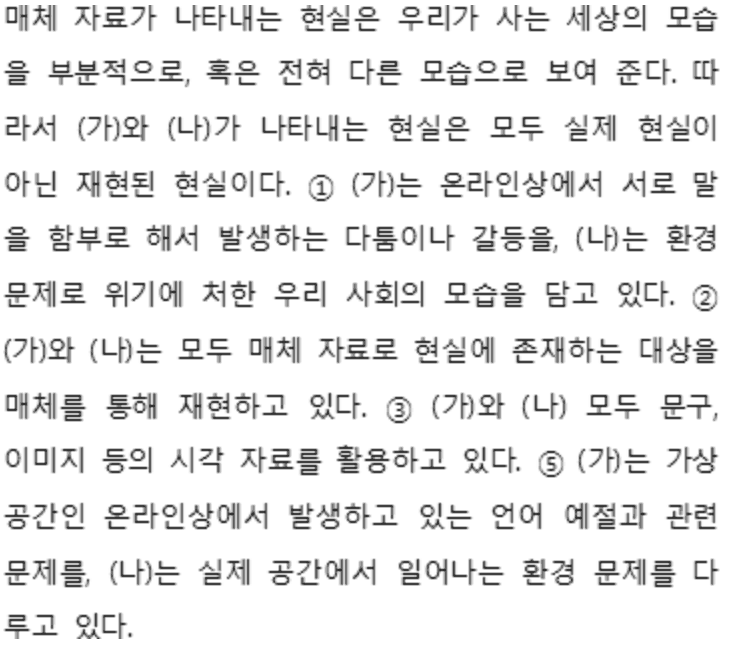 매체 자료가 나타내는 현실은 우리가 사는 세상의 모습
을 부분적으로, 혹은 전혀 다른 모습으로 보여 준다. 따
라서 (가)와 (나)가 나타내는 현실은 모두 실제 현실이
아닌 재현된 현실이다. ① (가)는 온라인상에서 서로 말
을 함부로 해서 발생하는 다툼이나 갈등을, (나)는 환경
문제로 위기에 처한 우리 사회의 모습을 담고 있다. ②
(가)와 (나)는 모두 매체 자료로 현실에 존재하는 대상을
매체를 통해 재현하고 있다. ③ (가)와 (나) 모두 문구,
이미지 등의 시각 자료를 활용하고 있다. ⑤ (가)는 가상
공간인 온라인상에서 발생하고 있는 언어 예절과 관련
문제를, (나)는 실제 공간에서 일어나는 환경 문제를 다
루고 있다.